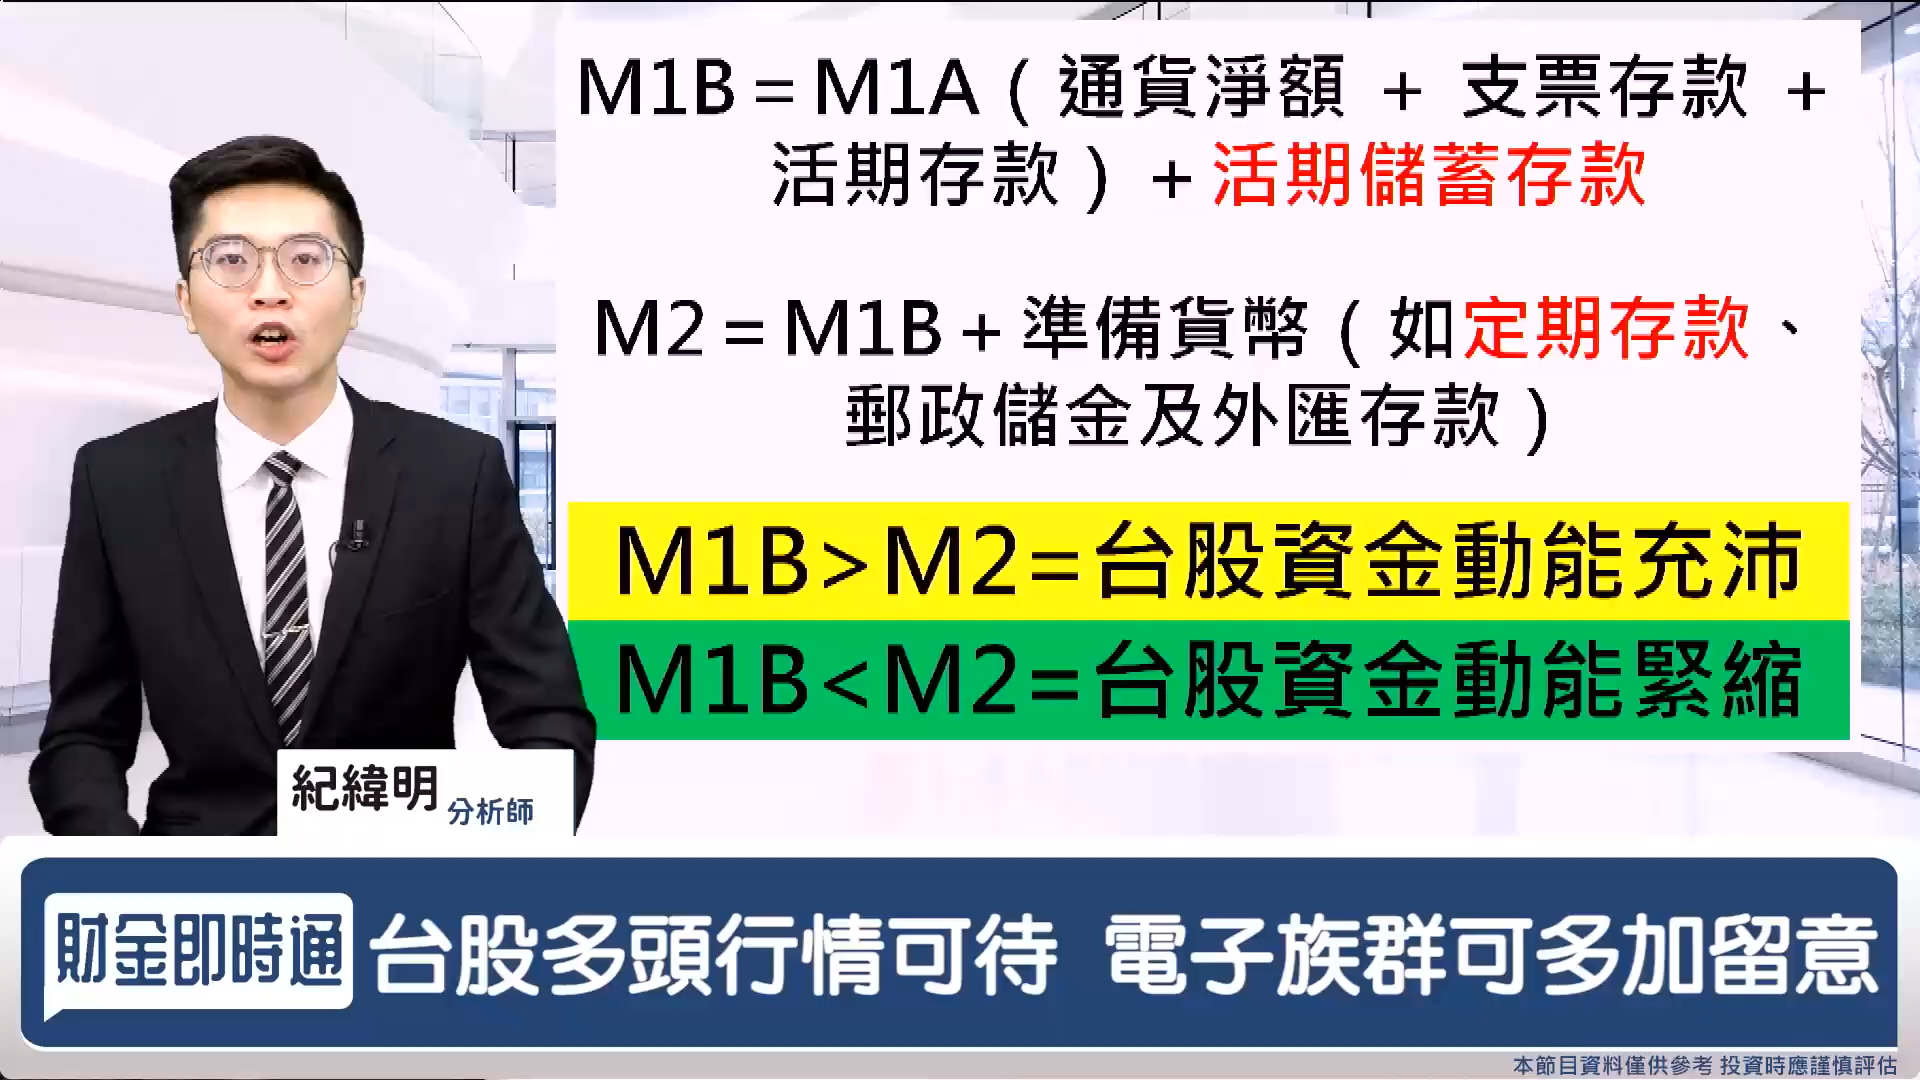 M1B＝M1A（通貨淨額 + 支票存款 +
活期存款）+活期儲蓄存款
M2＝M1B＋準備貨幣（如定期存款、
郵政儲金及外匯存款）
M1B>M2=台股資金動能充沛
M1B<M2=台股資金動能緊縮
紀緯明 分析師
財金即時通 台股多頭行情可待 電子族群可多加留意
本節目資料僅供參考 投資時應謹慎評估